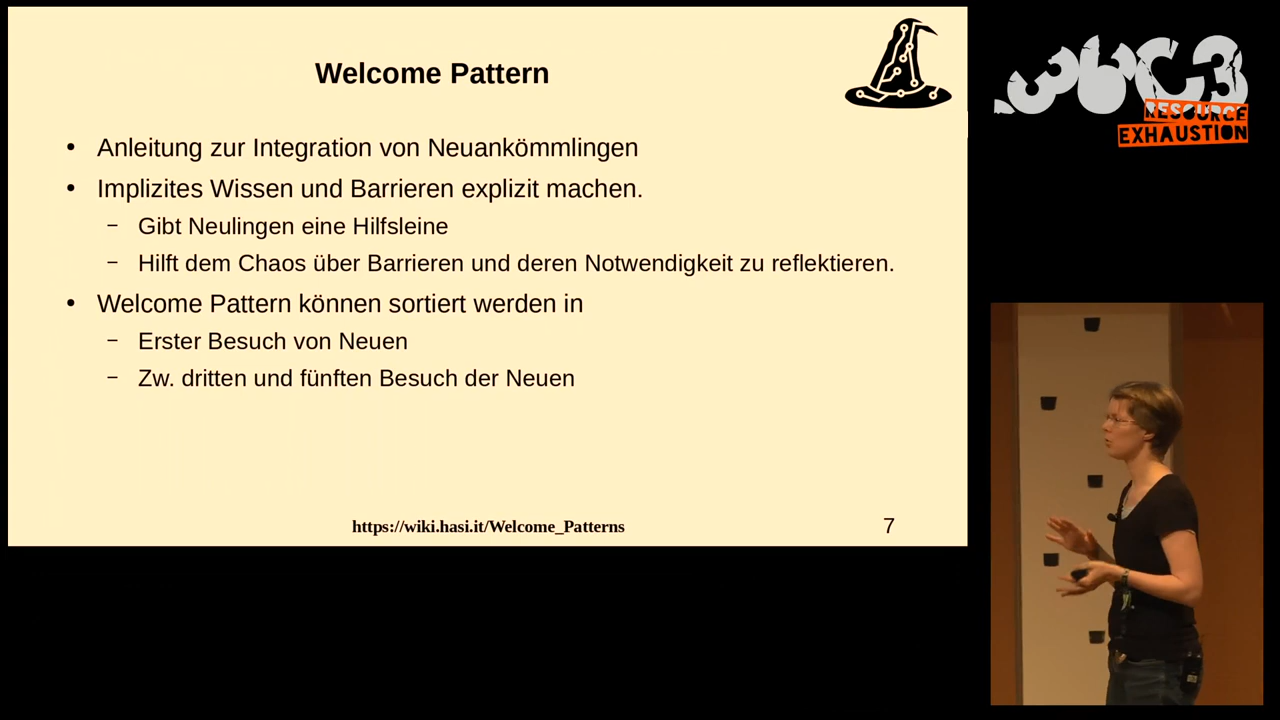 Welcome Pattern
• Anleitung zur Integration von Neuankömmlingen
• Implizites Wissen und Barrieren explizit machen.
– Gibt Neulingen eine Hilfsleine
– Hilft dem Chaos über Barrieren und deren Notwendigkeit zu reflektieren.
• Welcome Pattern können sortiert werden in
– Erster Besuch von Neuen
– Zw. dritten und fünften Besuch der Neuen
https://wiki.hasi.it/Welcome_Patterns
7
36C3
RESOURCE
EXHAUSTION